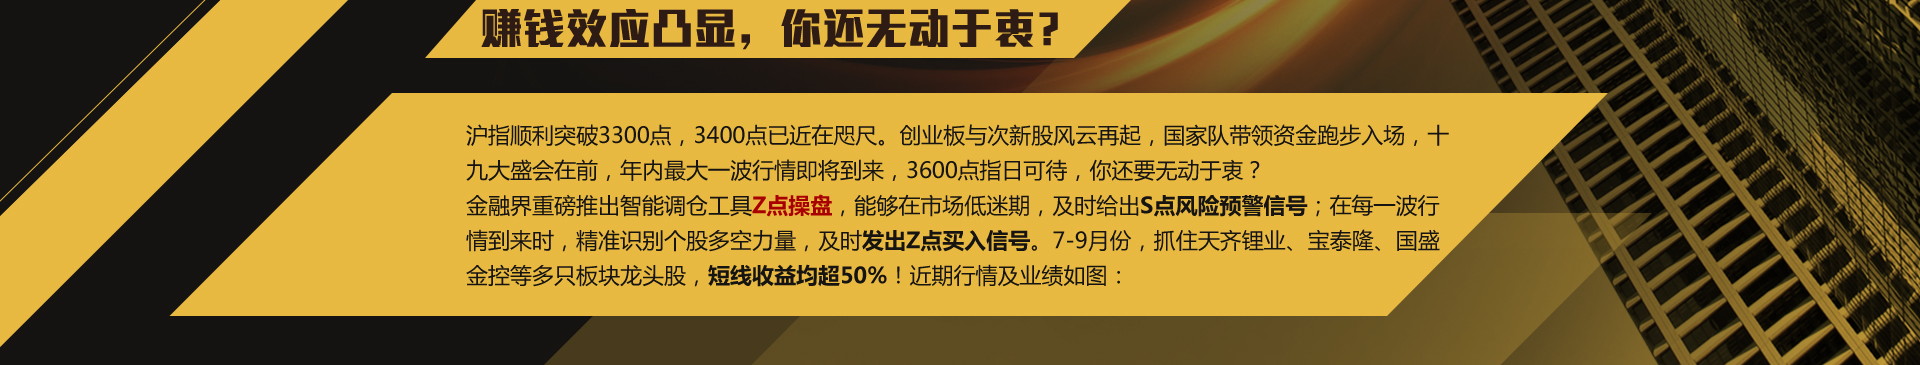 赚钱效应凸显，你还无动于衷？
沪指顺利突破3300点，3400点已近在咫尺。创业板与次新股风云再起，国家队带领资金跑步入场，十
九大盛会在前，年内最大一波行情即将到来，3600点指日可待，你还要无动于衷？
金融界重磅推出智能调仓工具Z点操盘，能够在市场低迷期，及时给出S点风险预警信号；在每一波行
情到来时，精准识别个股多空力量，及时发出Z点买入信号。7-9月份，抓住天齐锂业、宝泰隆、国盛
金控等多只板块龙头股，短线收益均超50%！近期行情及业绩如图：